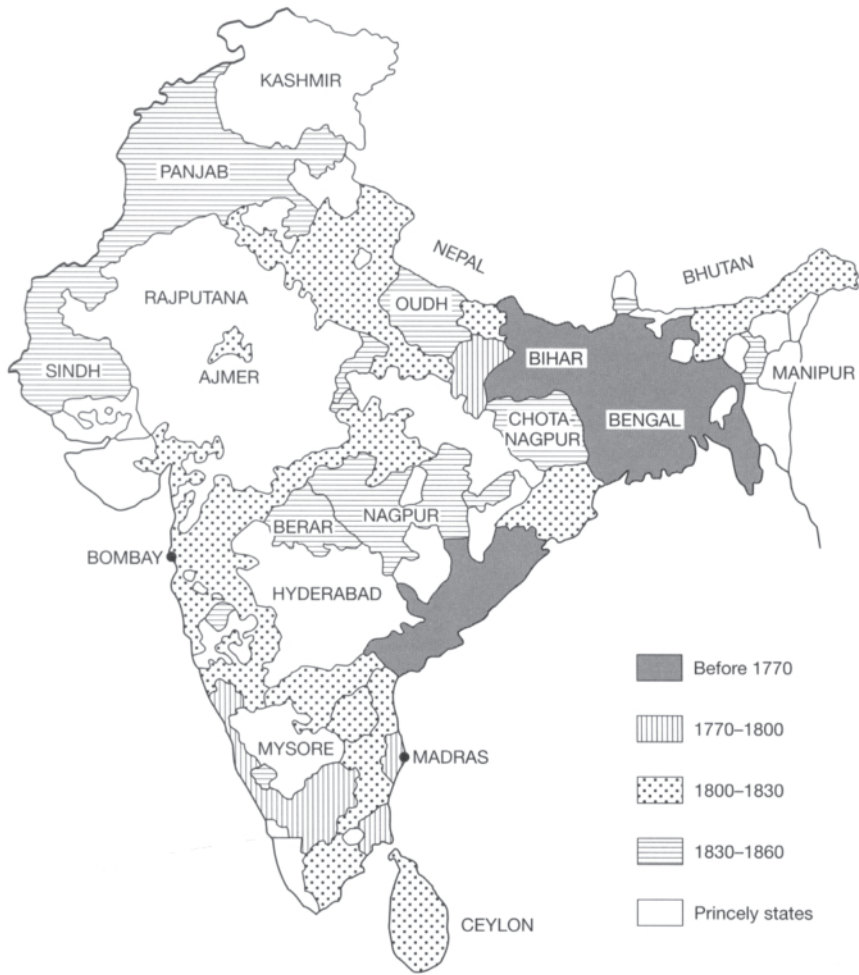 KASHMIR
PANJAB
NEPAL
BHUTAN
RAJPUTANA
OUDH
SINDH
AJMER
BIHAR
MANIPUR
CHOTA-
NAGPUR
BENGAL
BERAR
NAGPUR
BOMBAY
HYDERABAD
MYSORE
MADRAS
CEYLON
Before 1770
1770–1800
1800–1830
1830–1860
Princely states